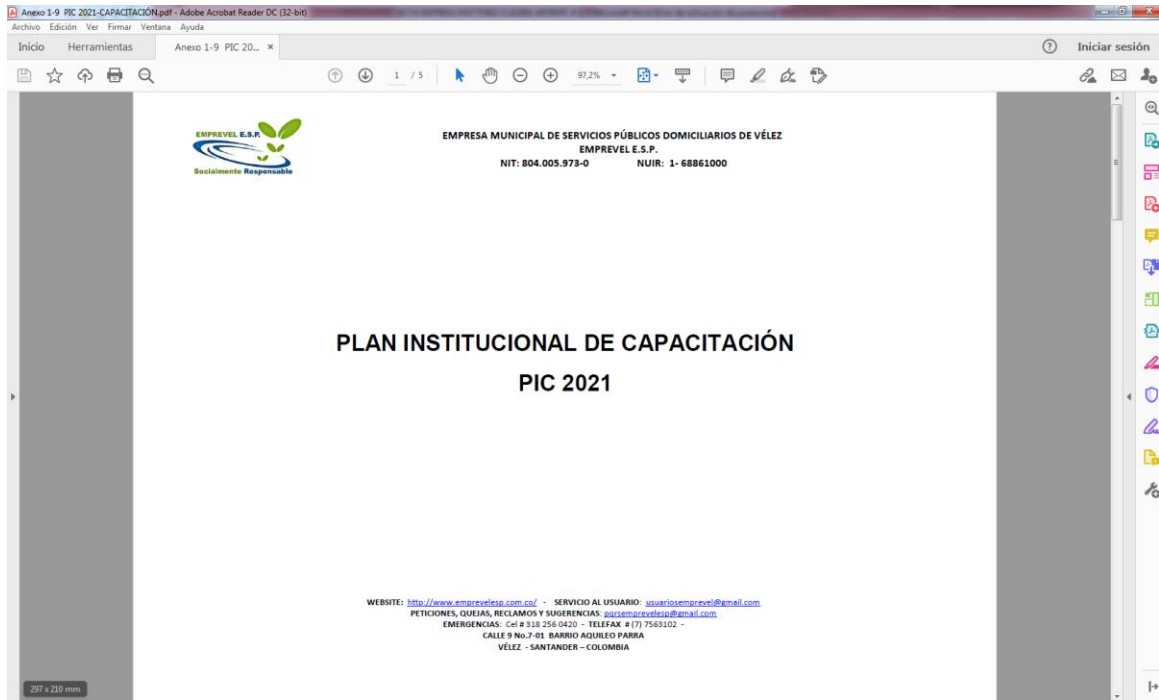 Anexo 1-9 PIC 2021-CAPACITACIÓN.pdf - Adobe Acrobat Reader DC (32-bit)
Archivo Edición Ver Firmar Ventana Ayuda
Inicio Herramientas Anexo 1-9 PIC 20... × Iniciar sesión
1 / 5 97,2%
EMPREVEL E.S.P.
Socialmente Responsable
EMPRESA MUNICIPAL DE SERVICIOS PÚBLICOS DOMICILIARIOS DE VÉLEZ
EMPREVEL E.S.P.
NIT: 804.005.973-0 NUIR: 1- 68861000
PLAN INSTITUCIONAL DE CAPACITACIÓN
PIC 2021
WEBSITE: http://www.emprevelesp.com.co/ - SERVICIO AL USUARIO: usuariosemprevel@gmail.com
PETICIONES, QUEJAS, RECLAMOS Y SUGERENCIAS: pqrsemprevelesp@gmail.com
EMERGENCIAS: Cel # 318 256 0420 - TELEFAX # (7) 7563102 -
CALLE 9 No.7-01 BARRIO AQUILEO PARRA
VÉLEZ - SANTANDER – COLOMBIA
297 x 210 mm